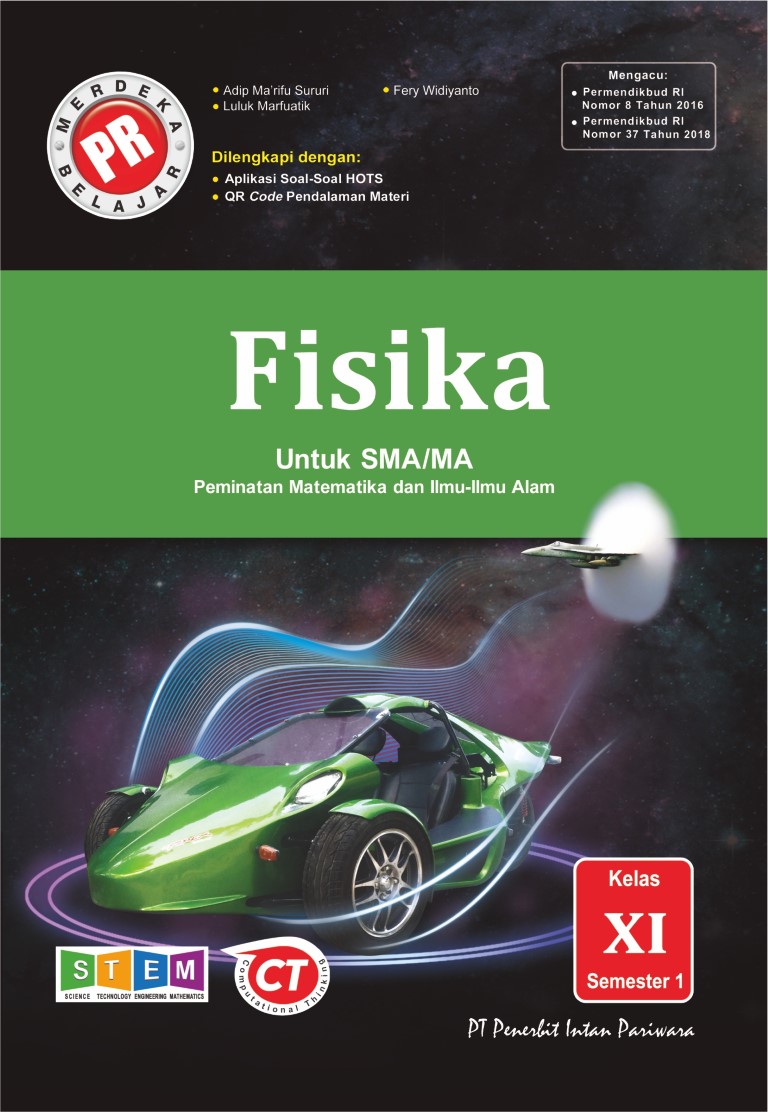 MERDEKA
PR
BELAJAR
• Adip Ma'rifu Sururi
• Luluk Marfuatik
• Fery Widiyanto
Mengacu:
• Permendikbud RI
Nomor 8 Tahun 2016
• Permendikbud RI
Nomor 37 Tahun 2018
Dilengkapi dengan:
• Aplikasi Soal-Soal HOTS
• QR Code Pendalaman Materi
Fisika
Untuk SMA/MA
Peminatan Matematika dan Ilmu-Ilmu Alam
Kelas
XI
Semester 1
STEM
SCIENCE TECHNOLOGY ENGINEERING MATHEMATICS
CT
Computational Thinking
PT Penerbit Intan Pariwara